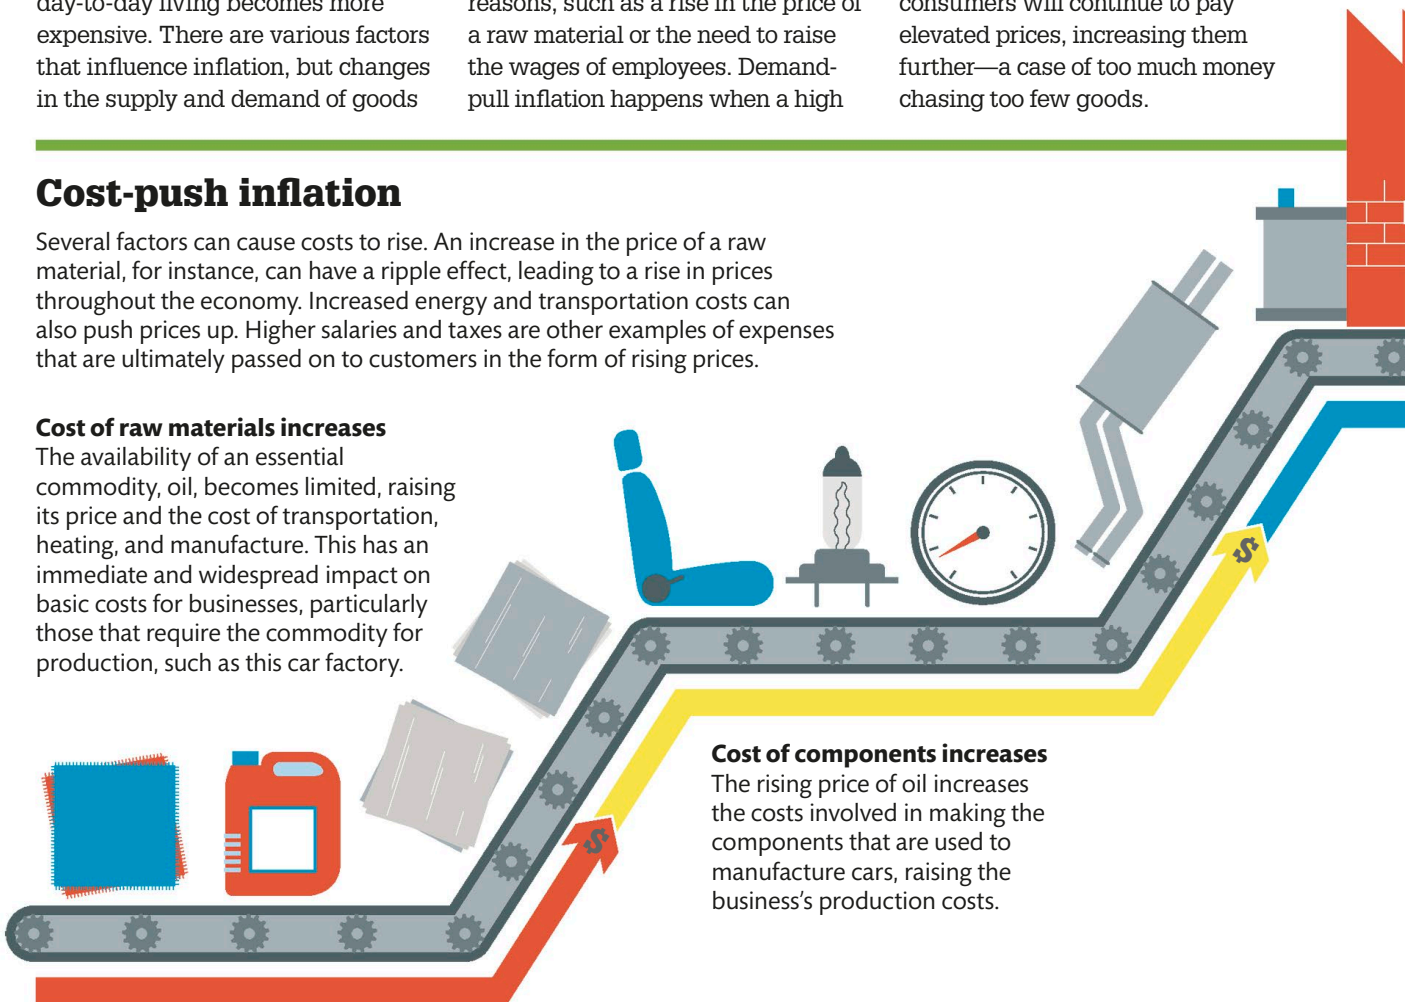 day-to-day living becomes more
expensive. There are various factors
that influence inflation, but changes
in the supply and demand of goods
reasons, such as a rise in the price of
a raw material or the need to raise
the wages of employees. Demand-
pull inflation happens when a high
consumers will continue to pay
elevated prices, increasing them
further—a case of too much money
chasing too few goods.
Cost-push inflation
Several factors can cause costs to rise. An increase in the price of a raw
material, for instance, can have a ripple effect, leading to a rise in prices
throughout the economy. Increased energy and transportation costs can
also push prices up. Higher salaries and taxes are other examples of expenses
that are ultimately passed on to customers in the form of rising prices.
Cost of raw materials increases
The availability of an essential
commodity, oil, becomes limited, raising
its price and the cost of transportation,
heating, and manufacture. This has an
immediate and widespread impact on
basic costs for businesses, particularly
those that require the commodity for
production, such as this car factory.
$
$
Cost of components increases
The rising price of oil increases
the costs involved in making the
components that are used to
manufacture cars, raising the
business's production costs.